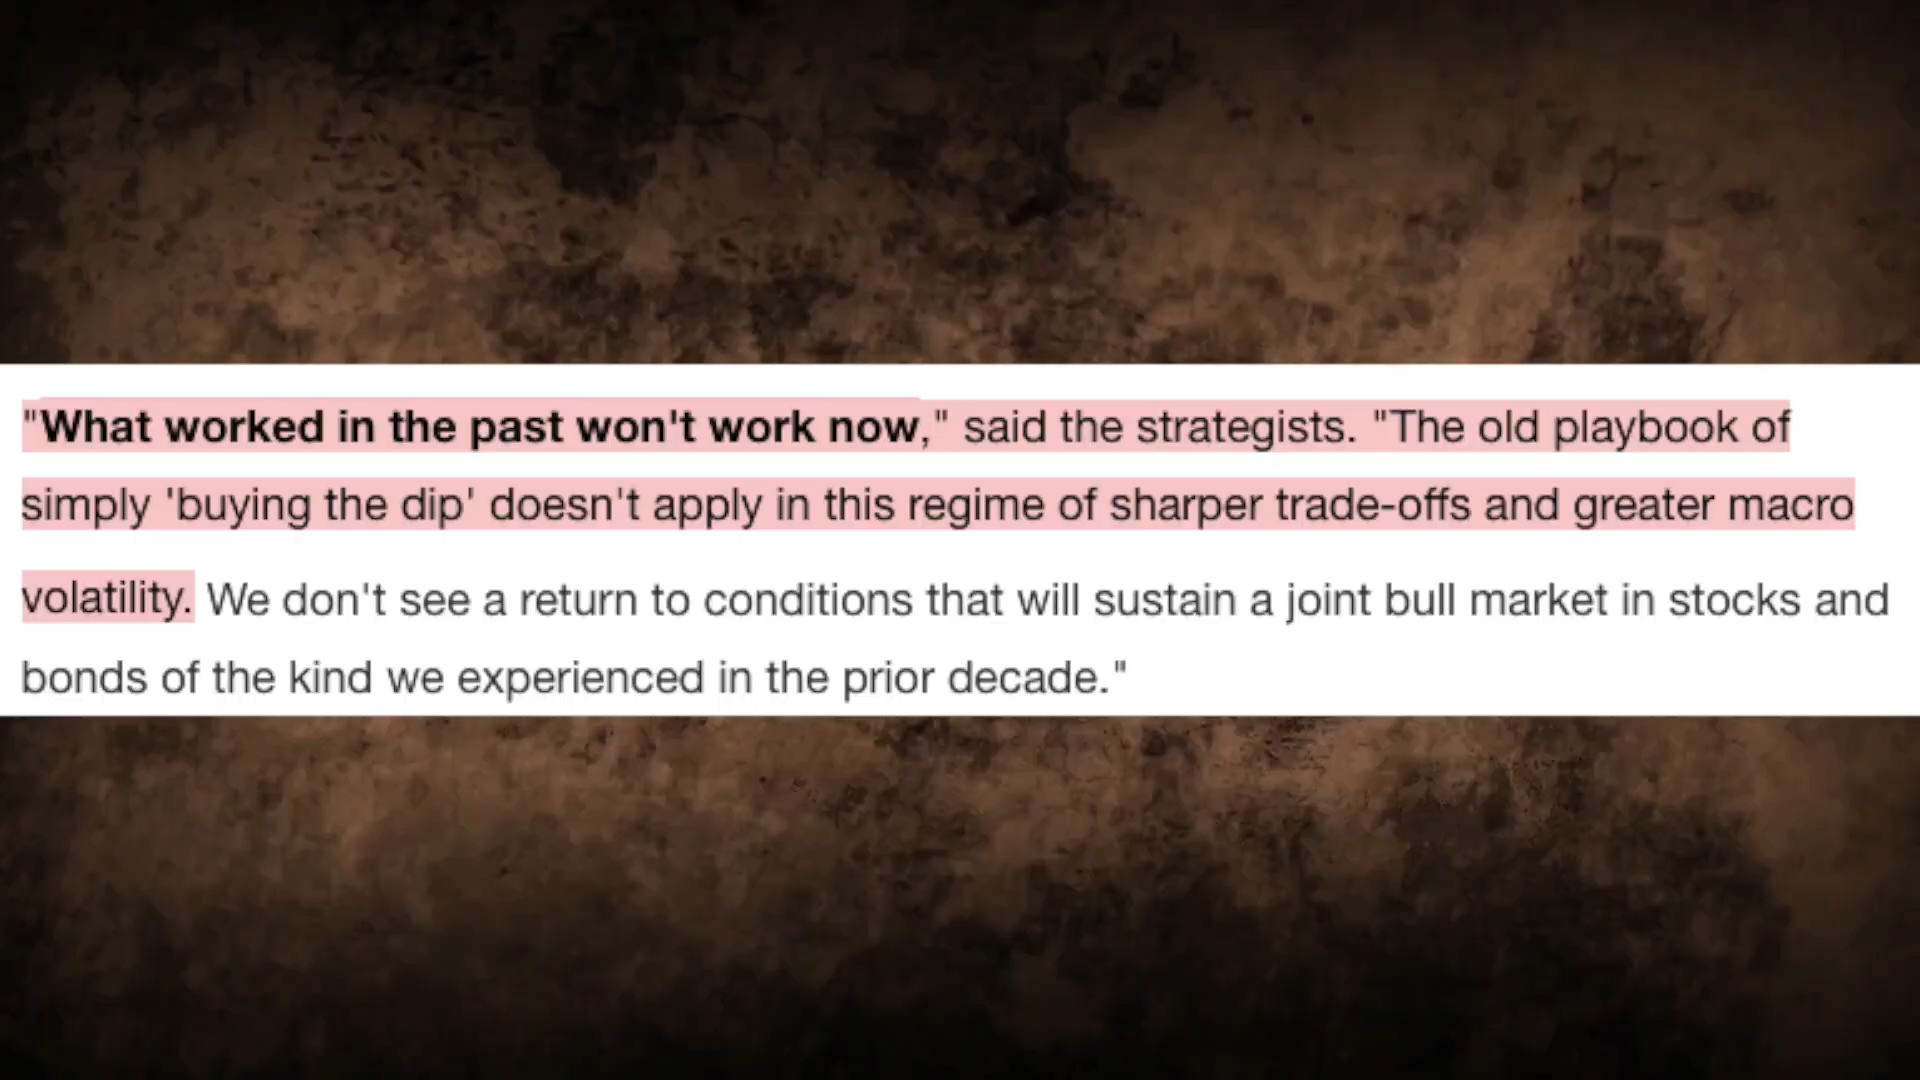 "What worked in the past won't work now," said the strategists. "The old playbook of
simply 'buying the dip' doesn't apply in this regime of sharper trade-offs and greater macro
volatility. We don't see a return to conditions that will sustain a joint bull market in stocks and
bonds of the kind we experienced in the prior decade."